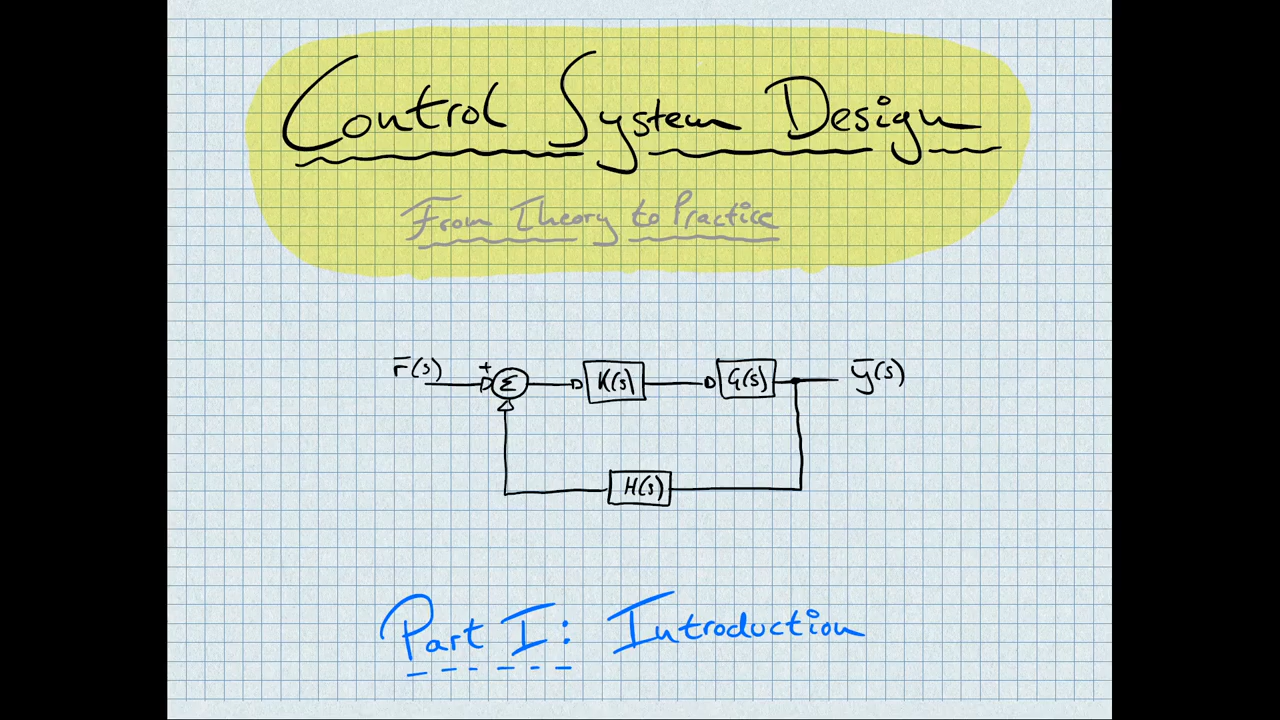 Control System Design
From Theory to Practice
r̄(s) + Σ K(s) G(s) ȳ(s)
H(s)
Part I: Introduction